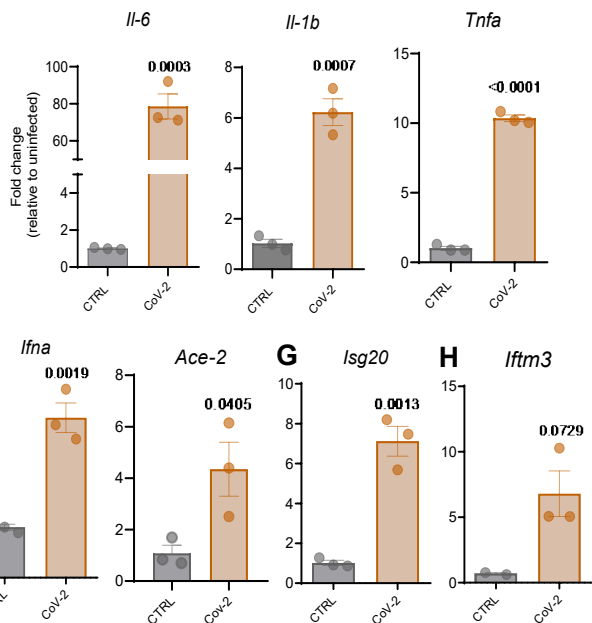 Il-6
Il-1b
Tnfa
Fold change
(relative to uninfected)
100
80
60
4
2
0
0.0003
CTRL
CoV-2
8
6
4
2
0
0.0007
CTRL
CoV-2
15
10
5
0
<0.0001
CTRL
CoV-2
Ifna
0.0019
CoV-2
Ace-2
8
6
4
2
0
0.0405
CTRL
CoV-2
G
Isg20
10
8
6
4
2
0
0.0013
CTRL
CoV-2
H
Iftm3
15
10
5
0
0.0729
CTRL
CoV-2